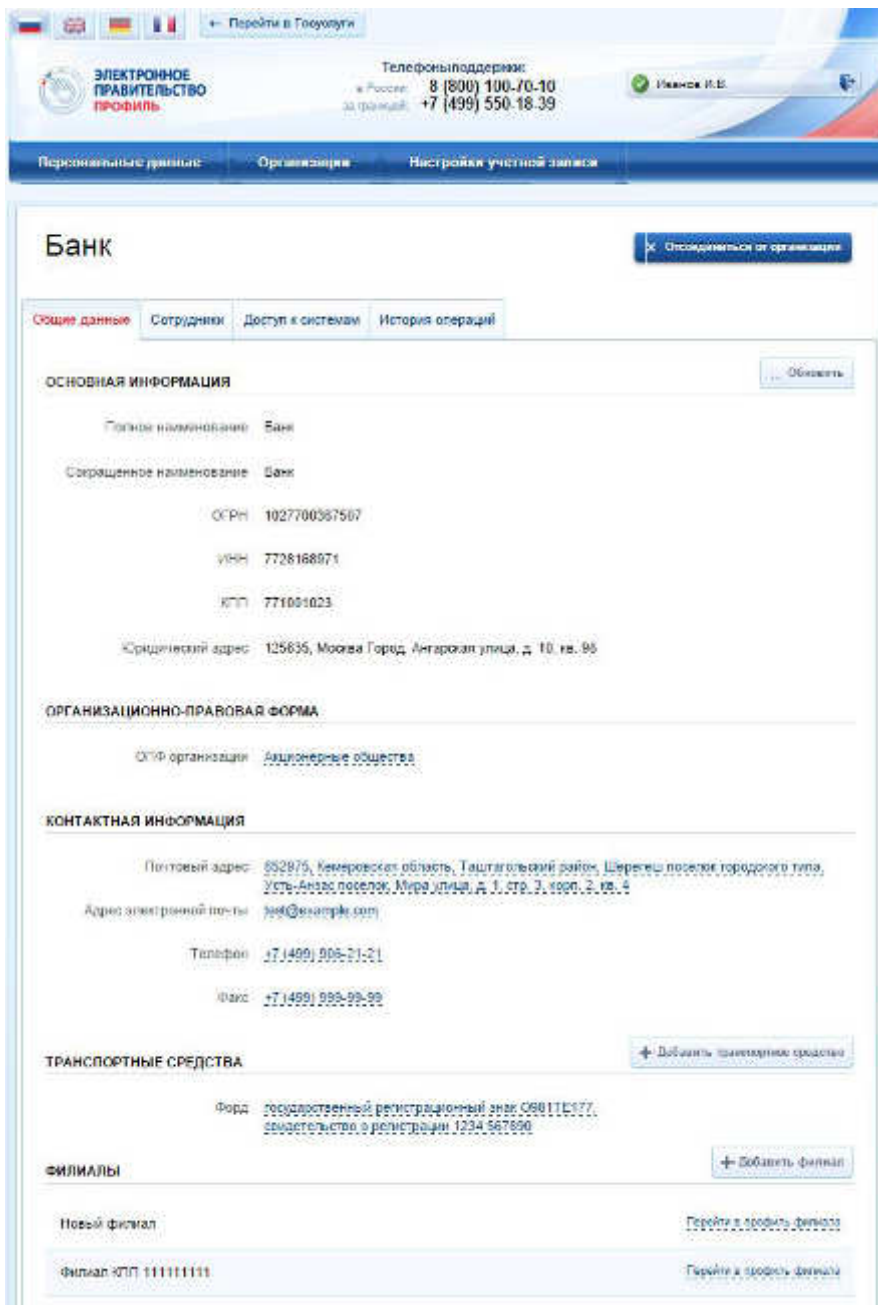 ← Перейти в Госуслуги
ЭЛЕКТРОННОЕ
ПРАВИТЕЛЬСТВО
ПРОФИЛЬ
Телефоны поддержки:
в России: 8 (800) 100-70-10
за границей: +7 (499) 550-18-39
Иванов И.В.
Персональные данные Организации Настройки учетной записи
Банк
× Отсоединиться от организации
Общие данные Сотрудники Доступ к системам История операций
ОСНОВНАЯ ИНФОРМАЦИЯ
... Обновить
Полное наименование Банк
Сокращенное наименование Банк
ОГРН 1027700367507
ИНН 7728168971
КПП 771001023
Юридический адрес 125635, Москва Город, Ангарская улица, д. 10, кв. 96
ОРГАНИЗАЦИОННО-ПРАВОВАЯ ФОРМА
ОПФ организации Акционерные общества
КОНТАКТНАЯ ИНФОРМАЦИЯ
Почтовый адрес 652975, Кемеровская область, Таштагольский район, Шерегеш поселок городского типа,
Усть-Анзас поселок, Мира улица, д. 1, стр. 3, корп. 2, кв. 4
Адрес электронной почты test@example.com
Телефон +7 (499) 906-21-21
Факс +7 (499) 999-99-99
ТРАНСПОРТНЫЕ СРЕДСТВА
+ Добавить транспортное средство
Форд государственный регистрационный знак О981ТЕ177,
свидетельство о регистрации 1234 567890
ФИЛИАЛЫ
+ Добавить филиал
Новый филиал Перейти в профиль филиала
Филиал КПП 111111111 Перейти в профиль филиала